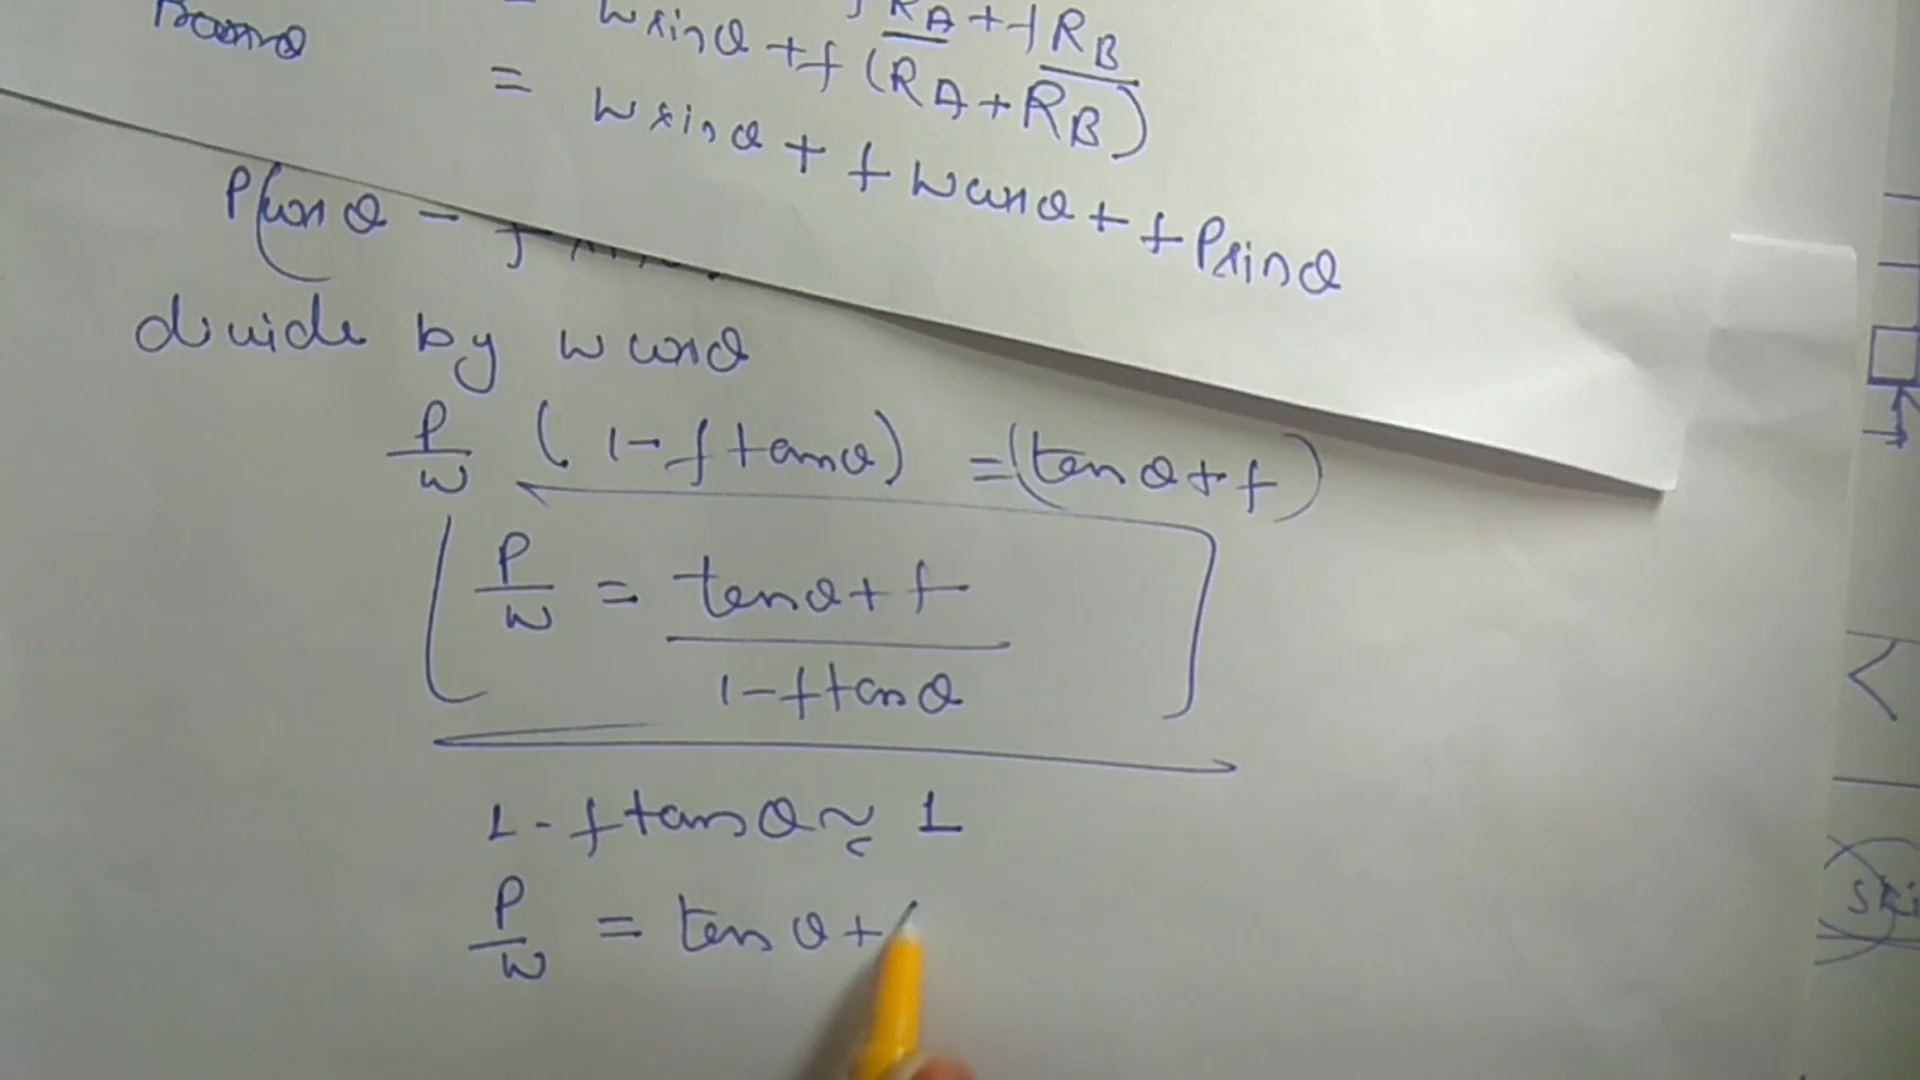 = w sinθ + f RA + f RB
= w sinθ + f (RA + RB)
w sinθ + f w cosθ + f P sinθ
P(cosθ - f
divide by w cosθ
P/w (1 - f tanθ) = (tanθ + f)
P/w = tanθ + f / 1 - f tanθ
1 - f tanθ ≈ 1
P/w = tanθ +